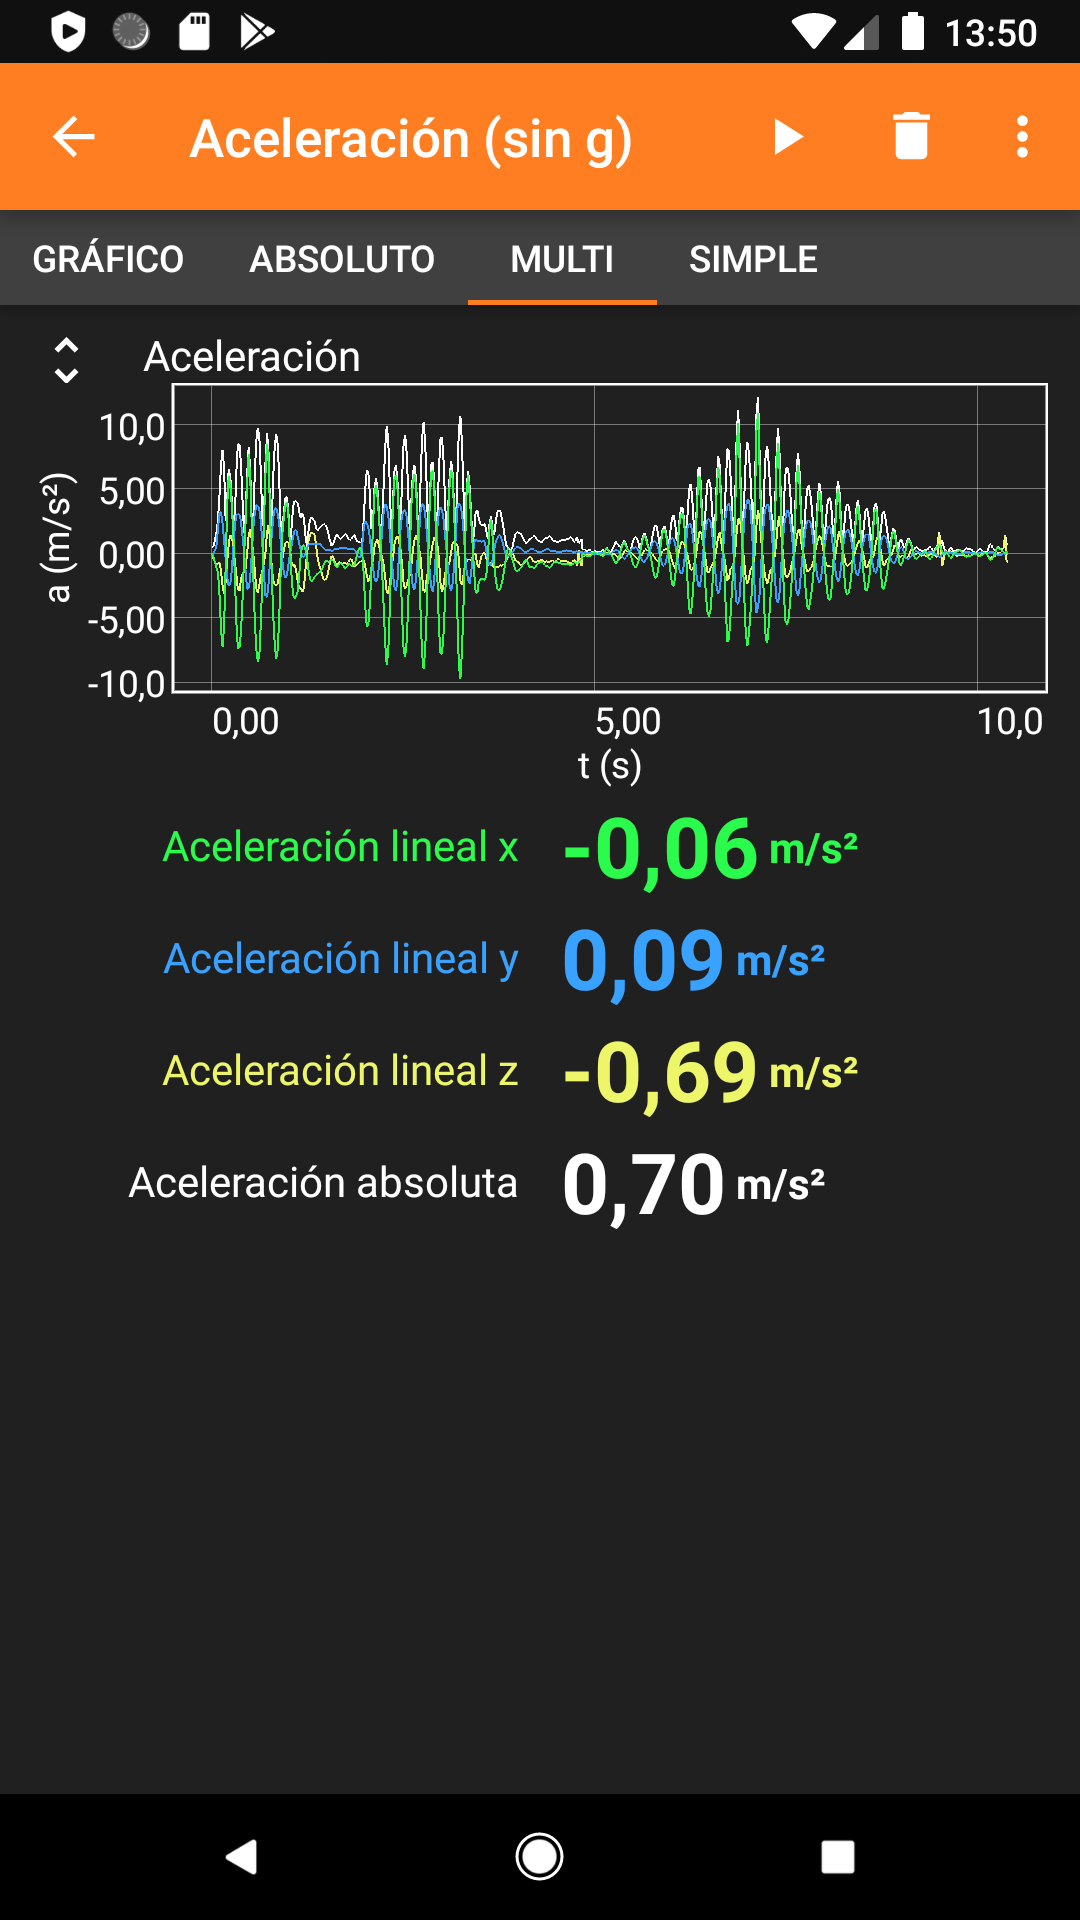 13:50
Aceleración (sin g)
GRÁFICO ABSOLUTO MULTI SIMPLE
Aceleración
10,0
5,00
0,00
-5,00
-10,0
a (m/s²)
0,00 5,00 10,0
t (s)
Aceleración lineal x -0,06 m/s²
Aceleración lineal y 0,09 m/s²
Aceleración lineal z -0,69 m/s²
Aceleración absoluta 0,70 m/s²